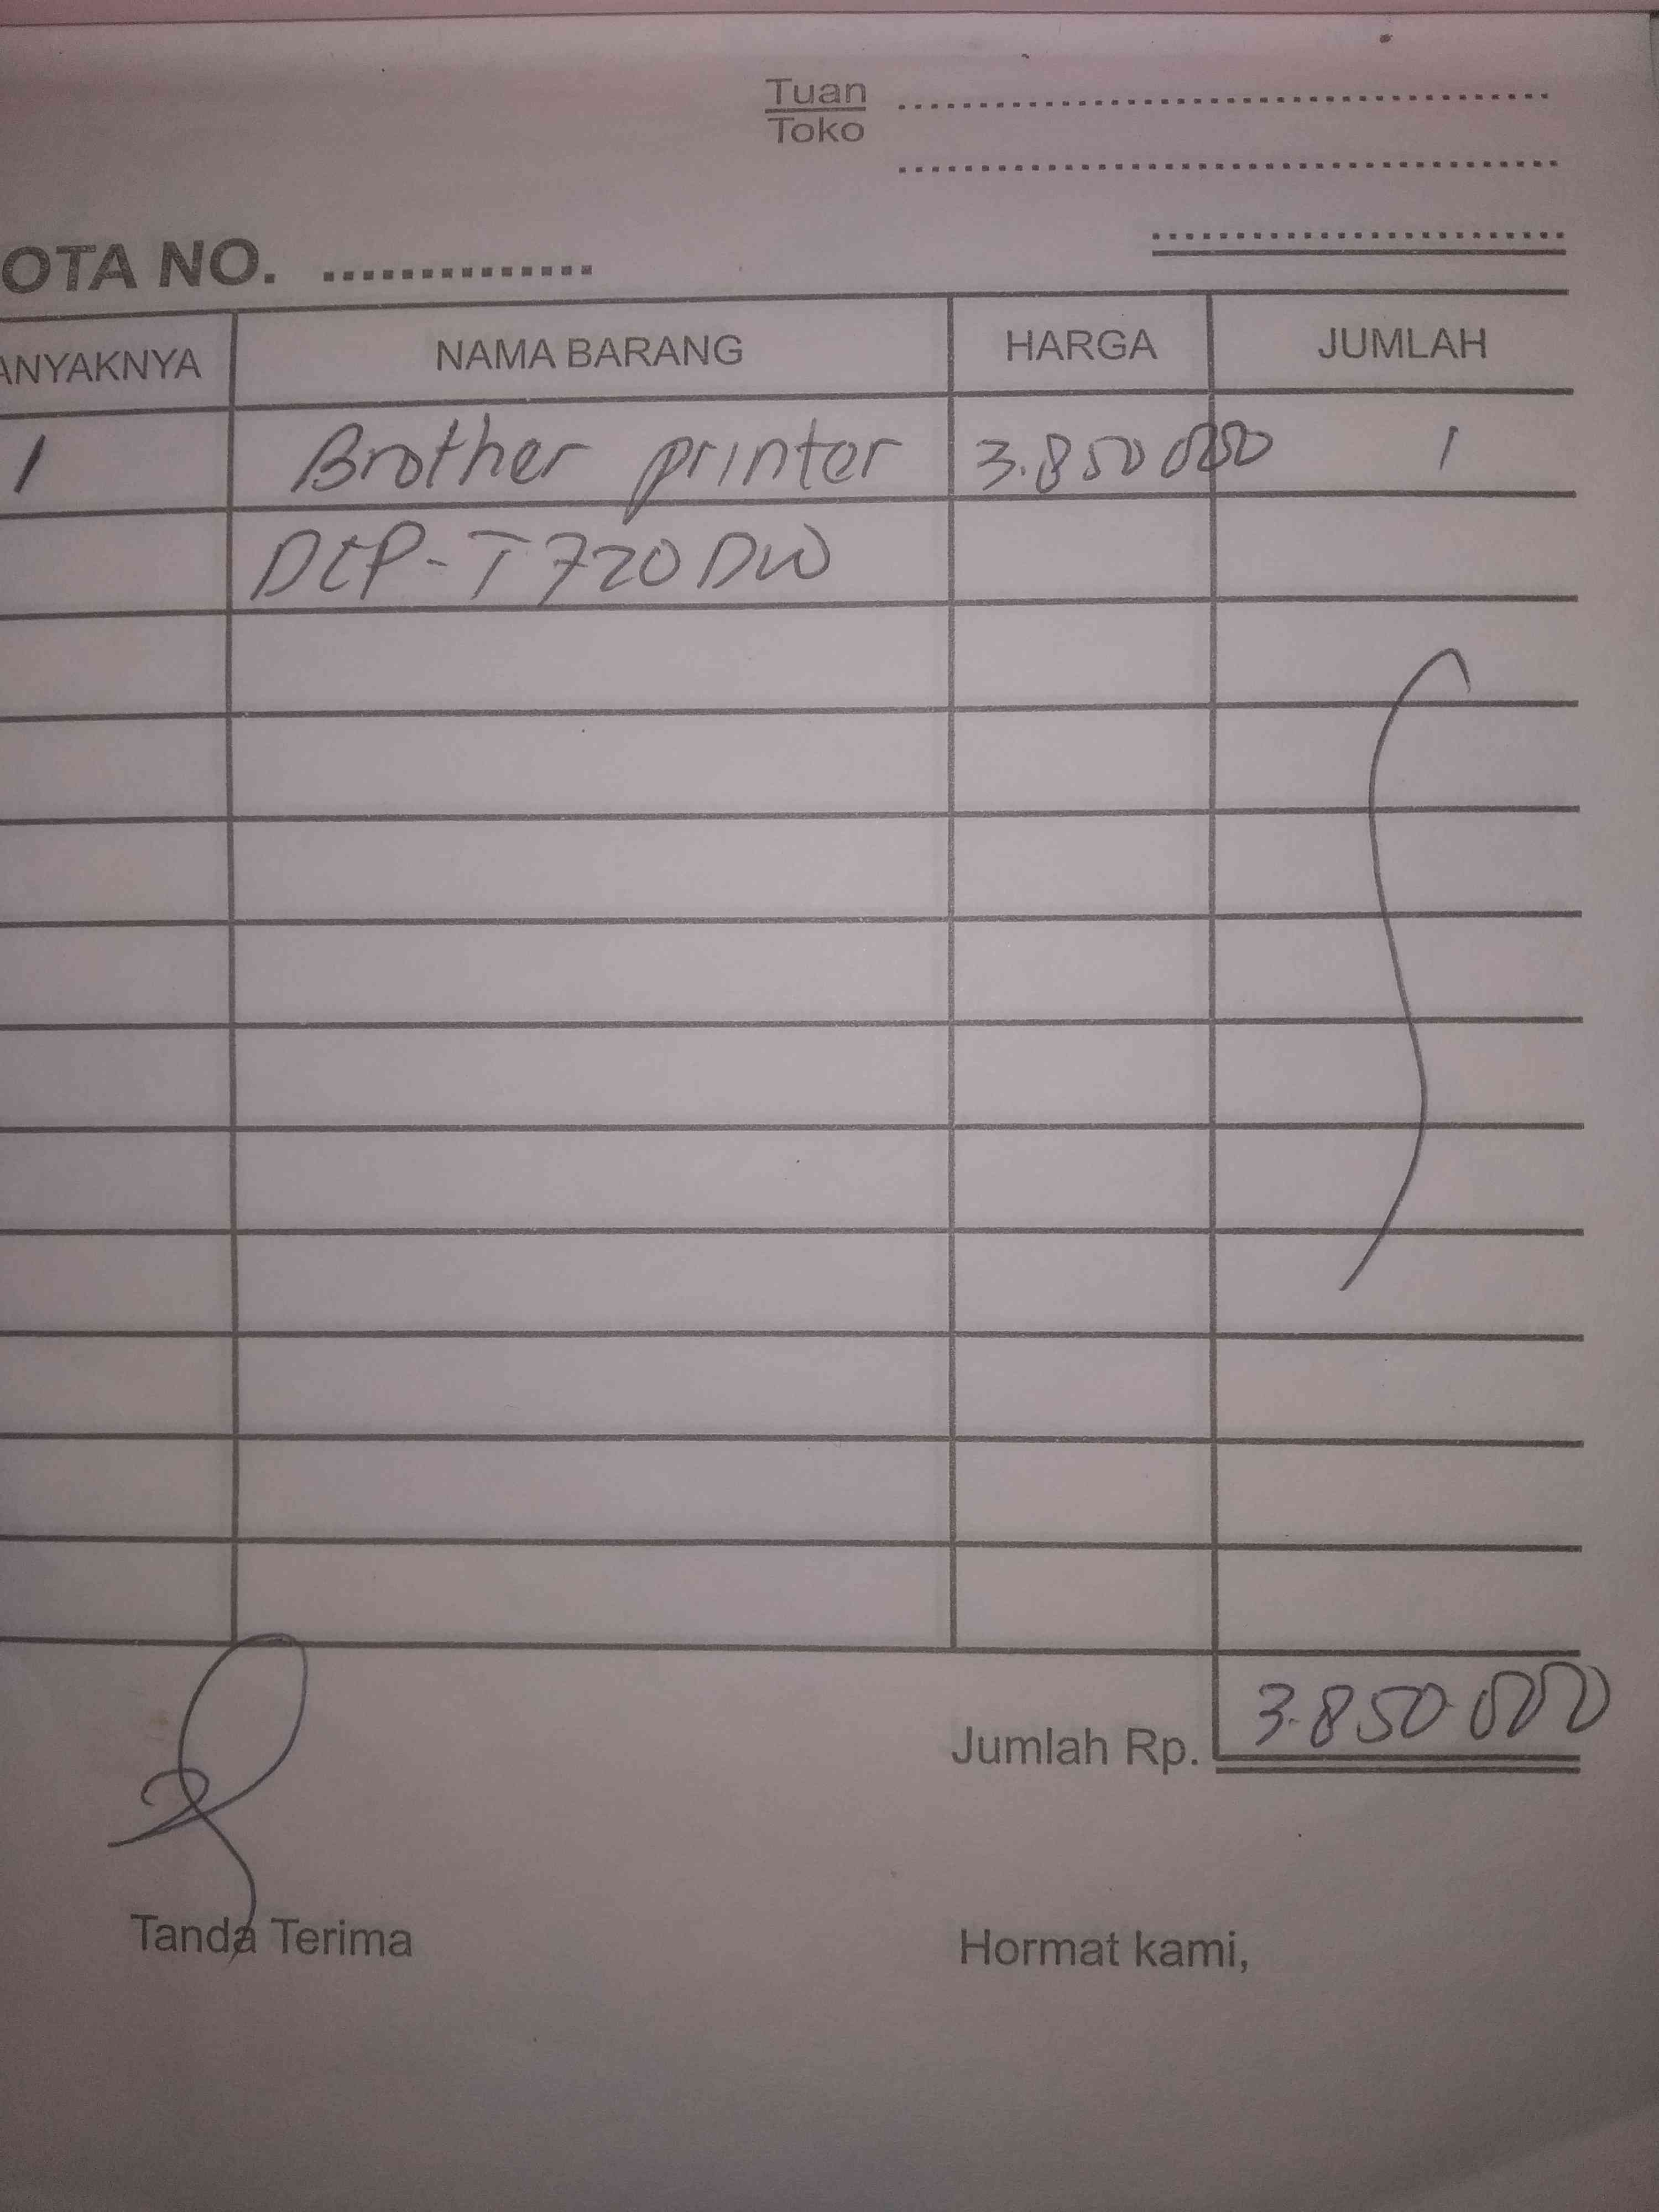 Tuan
Toko
OTA NO. ..............
ANYAKNYA NAMA BARANG HARGA JUMLAH
1 Brother printer 3.850 000 1
DCP-T720DW
Jumlah Rp. 3.850.000
Tanda Terima Hormat kami,